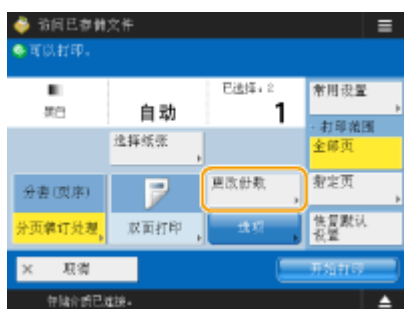 访问已存储文件
可以打印。
黑白
自动
已选择: 2
1
常用设置
选择纸张
· 打印范围
全部页
分套(页序)
更改份数
指定页
分页装订处理
双面打印
选项
恢复默认
设置
× 取消
开始打印
存储介质已连接。